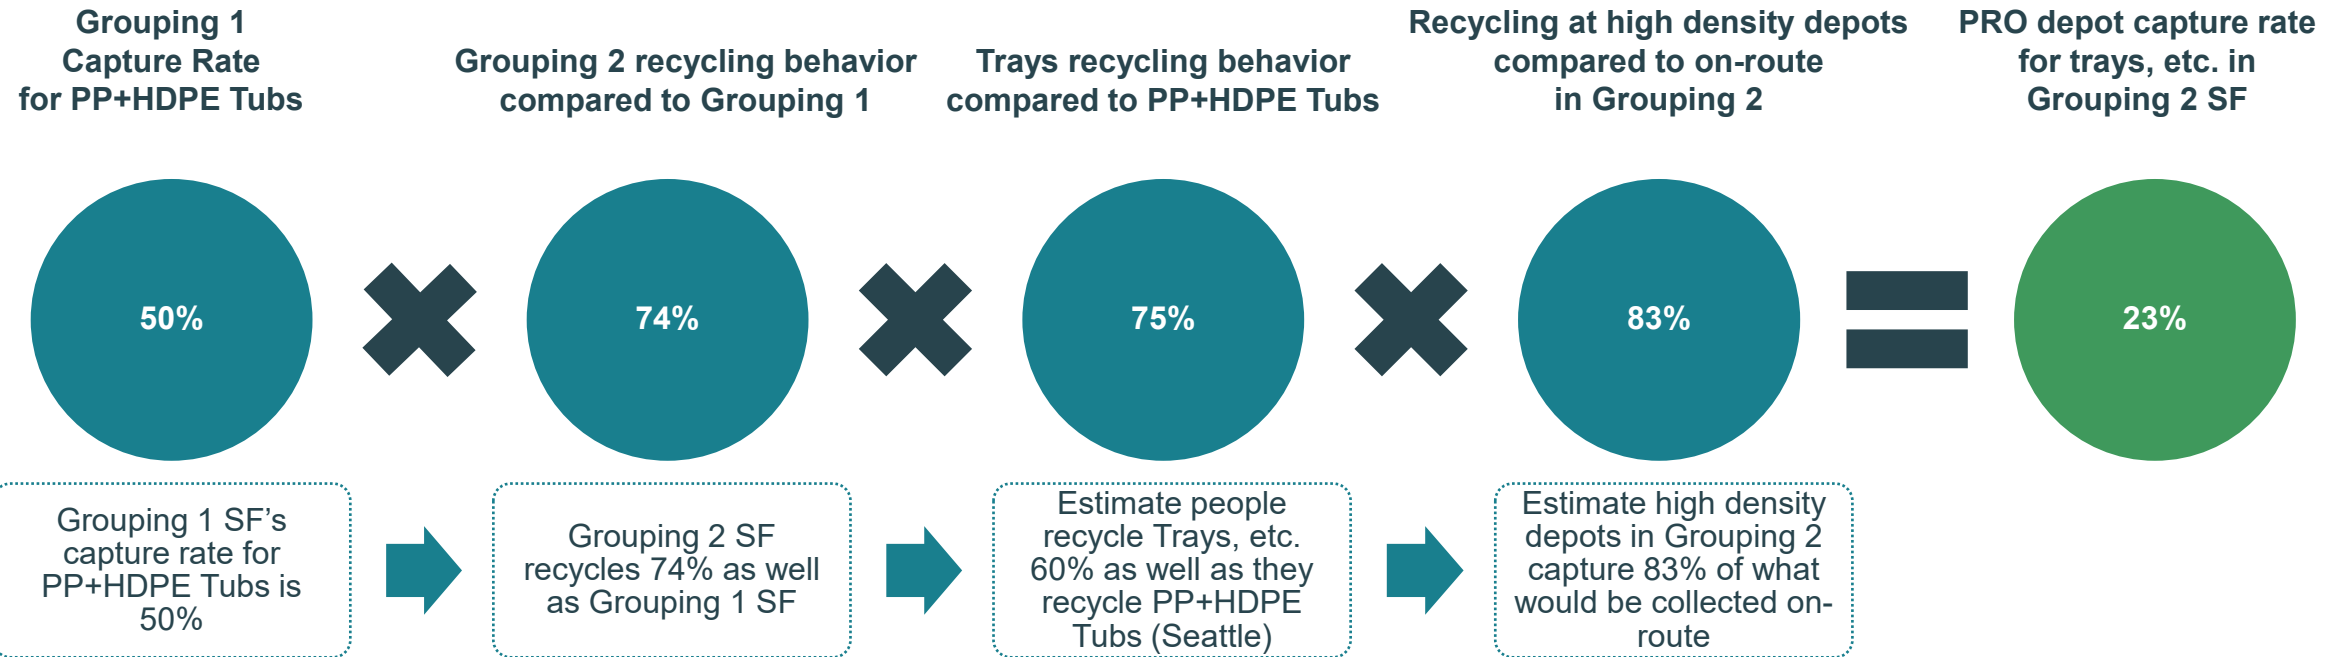 Grouping 1
Capture Rate
for PP+HDPE Tubs
Grouping 2 recycling behavior
compared to Grouping 1
Trays recycling behavior
compared to PP+HDPE Tubs
Recycling at high density depots
compared to on-route
in Grouping 2
PRO depot capture rate
for trays, etc. in
Grouping 2 SF
50%
74%
75%
83%
23%
Grouping 1 SF’s
capture rate for
PP+HDPE Tubs is
50%
Grouping 2 SF
recycles 74% as well
as Grouping 1 SF
Estimate people
recycle Trays, etc.
60% as well as they
recycle PP+HDPE
Tubs (Seattle)
Estimate high density
depots in Grouping 2
capture 83% of what
would be collected on-
route